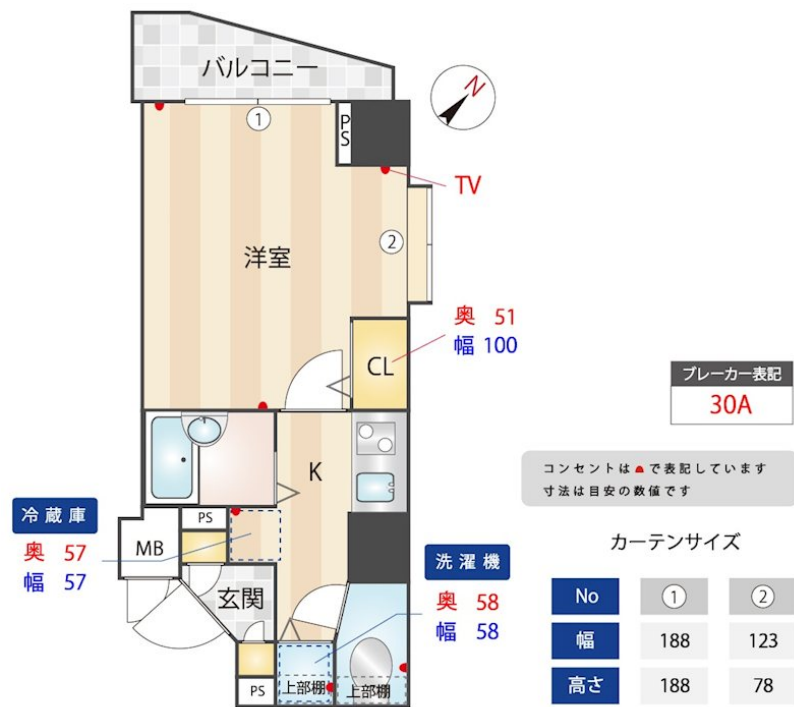 バルコニー
N
①
PS
TV
②
洋室
奥 51
幅 100
CL
ブレーカー表記
30A
K
コンセントは で表記しています
寸法は目安の数値です
冷蔵庫
奥 57
幅 57
PS
MB
カーテンサイズ
洗濯機
奥 58
幅 58
玄関
No ① ②
幅 188 123
高さ 188 78
PS
上部棚
上部棚